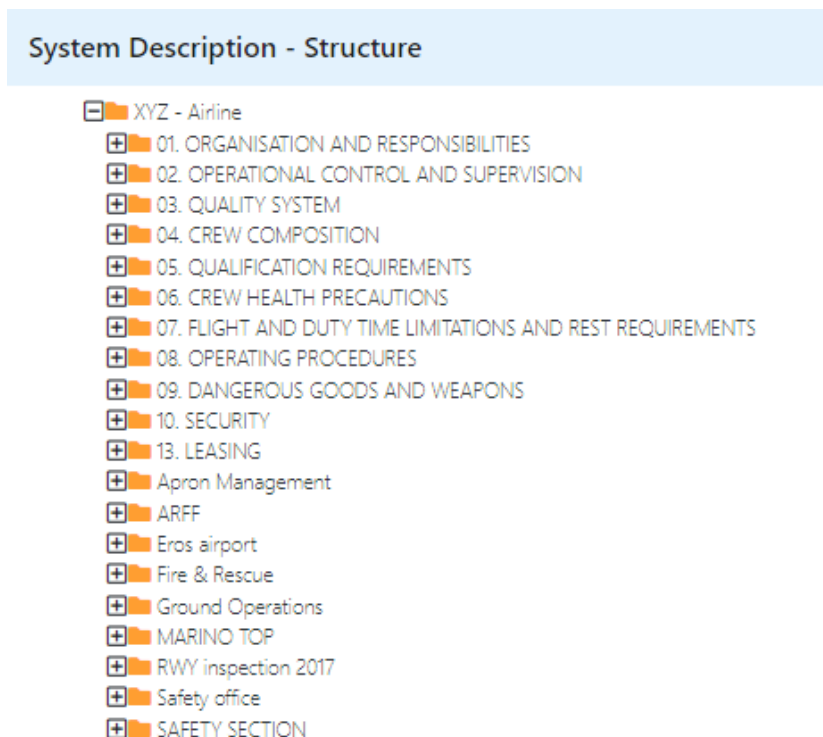 System Description - Structure
XYZ - Airline
01. ORGANISATION AND RESPONSIBILITIES
02. OPERATIONAL CONTROL AND SUPERVISION
03. QUALITY SYSTEM
04. CREW COMPOSITION
05. QUALIFICATION REQUIREMENTS
06. CREW HEALTH PRECAUTIONS
07. FLIGHT AND DUTY TIME LIMITATIONS AND REST REQUIREMENTS
08. OPERATING PROCEDURES
09. DANGEROUS GOODS AND WEAPONS
10. SECURITY
13. LEASING
Apron Management
ARFF
Eros airport
Fire & Rescue
Ground Operations
MARINO TOP
RWY inspection 2017
Safety office
SAFETY SECTION